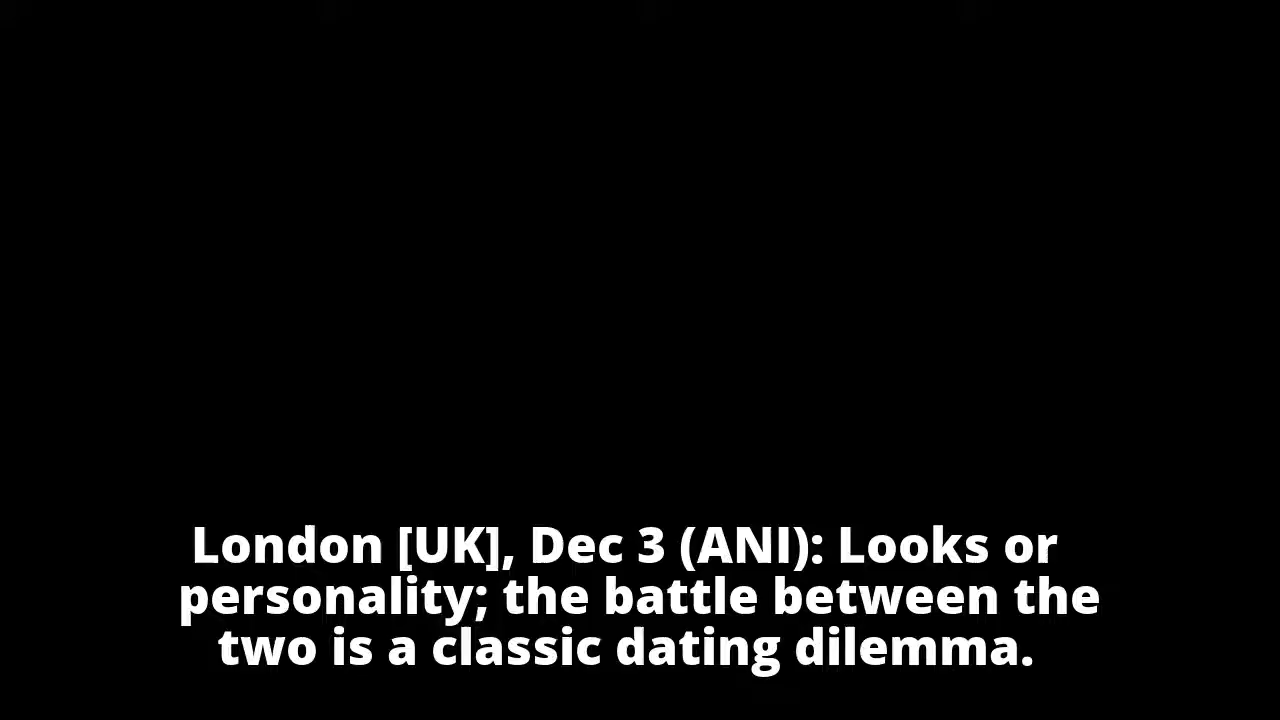 London [UK], Dec 3 (ANI): Looks or
personality; the battle between the
two is a classic dating dilemma.